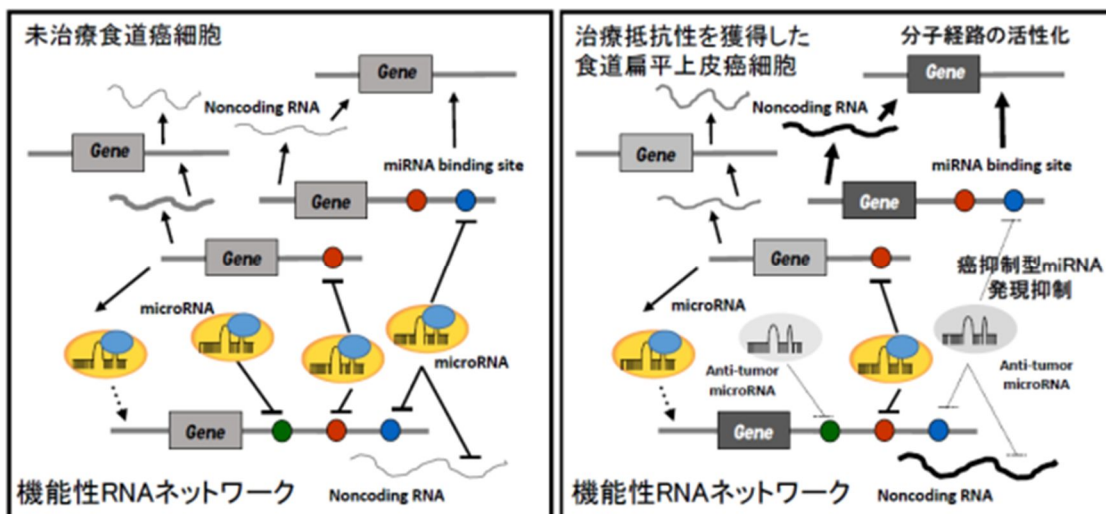 未治療食道癌細胞
Gene
Noncoding RNA
Gene
miRNA binding site
Gene
Gene
microRNA
microRNA
Gene
Noncoding RNA
機能性RNAネットワーク
治療抵抗性を獲得した
食道扁平上皮癌細胞
分子経路の活性化
Gene
Noncoding RNA
Gene
miRNA binding site
Gene
Gene
癌抑制型miRNA
発現抑制
Anti-tumor
microRNA
Anti-tumor
microRNA
Gene
Noncoding RNA
機能性RNAネットワーク